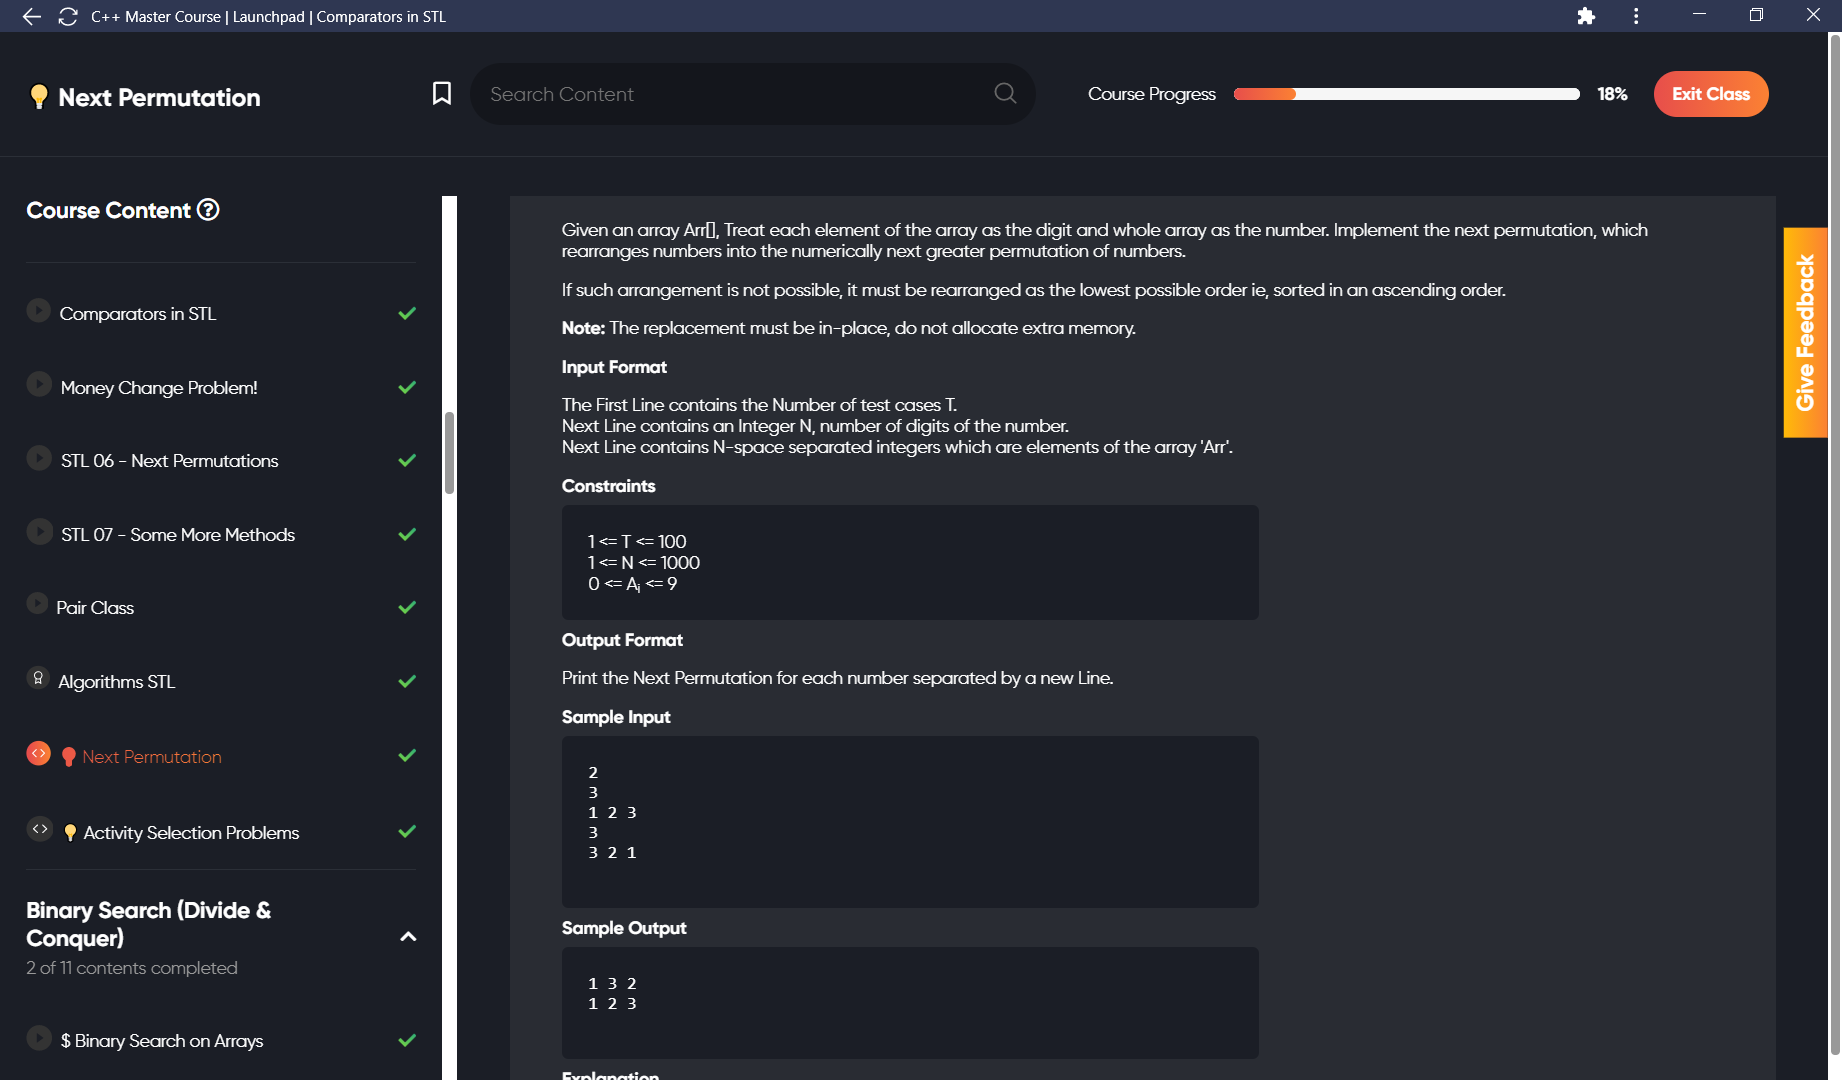 C++ Master Course | Launchpad | Comparators in STL
Next Permutation
Search Content
Course Progress
18%
Exit Class
Course Content
Comparators in STL
Money Change Problem!
STL 06 - Next Permutations
STL 07 - Some More Methods
Pair Class
Algorithms STL
Next Permutation
Activity Selection Problems
Binary Search (Divide &
Conquer)
2 of 11 contents completed
$ Binary Search on Arrays
Given an array Arr[], Treat each element of the array as the digit and whole array as the number. Implement the next permutation, which
rearranges numbers into the numerically next greater permutation of numbers.
If such arrangement is not possible, it must be rearranged as the lowest possible order ie, sorted in an ascending order.
Note: The replacement must be in-place, do not allocate extra memory.
Input Format
The First Line contains the Number of test cases T.
Next Line contains an Integer N, number of digits of the number.
Next Line contains N-space separated integers which are elements of the array 'Arr'.
Constraints
1 <= T <= 100
1 <= N <= 1000
0 <= Ai <= 9
Output Format
Print the Next Permutation for each number separated by a new Line.
Sample Input
2
3
1 2 3
3
3 2 1
Sample Output
1 3 2
1 2 3
Explanation
Give Feedback